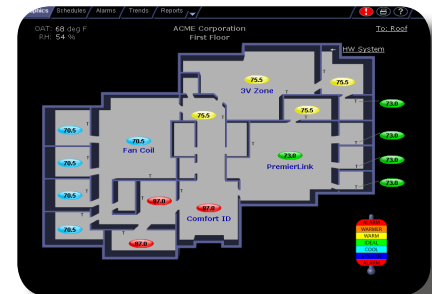 phics Schedules Alarms Trends Reports
OAT: 68 deg F
RH: 54 %
ACME Corporation
First Floor
To: Roof
HW System
75.5
3V Zone
75.5
75.5
75.5
73.0
70.5
70.5
Fan Coil
73.0
PremierLink
73.0
70.5
73.0
70.5
87.0
87.0
Comfort ID
73.0
70.5
87.0
ALARM
WARMER
WARM
IDEAL
COOL
ALARM